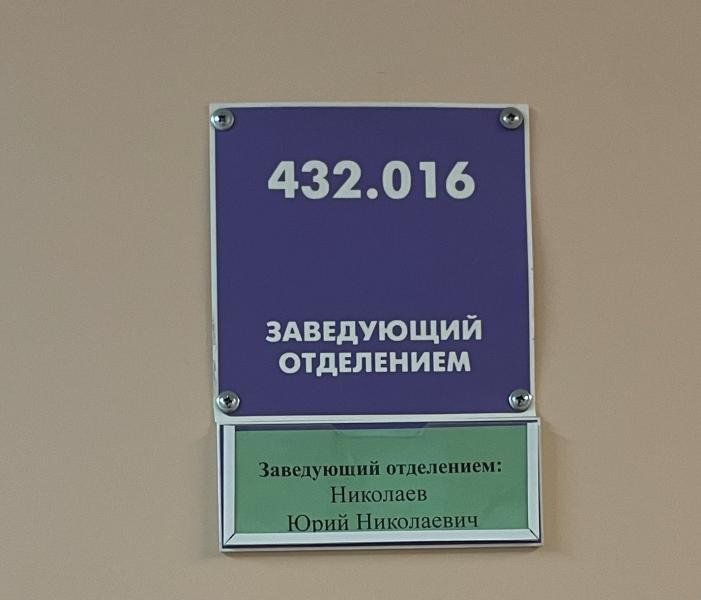 432.016
ЗАВЕДУЮЩИЙ
ОТДЕЛЕНИЕМ
Заведующий отделением:
Николаев
Юрий Николаевич